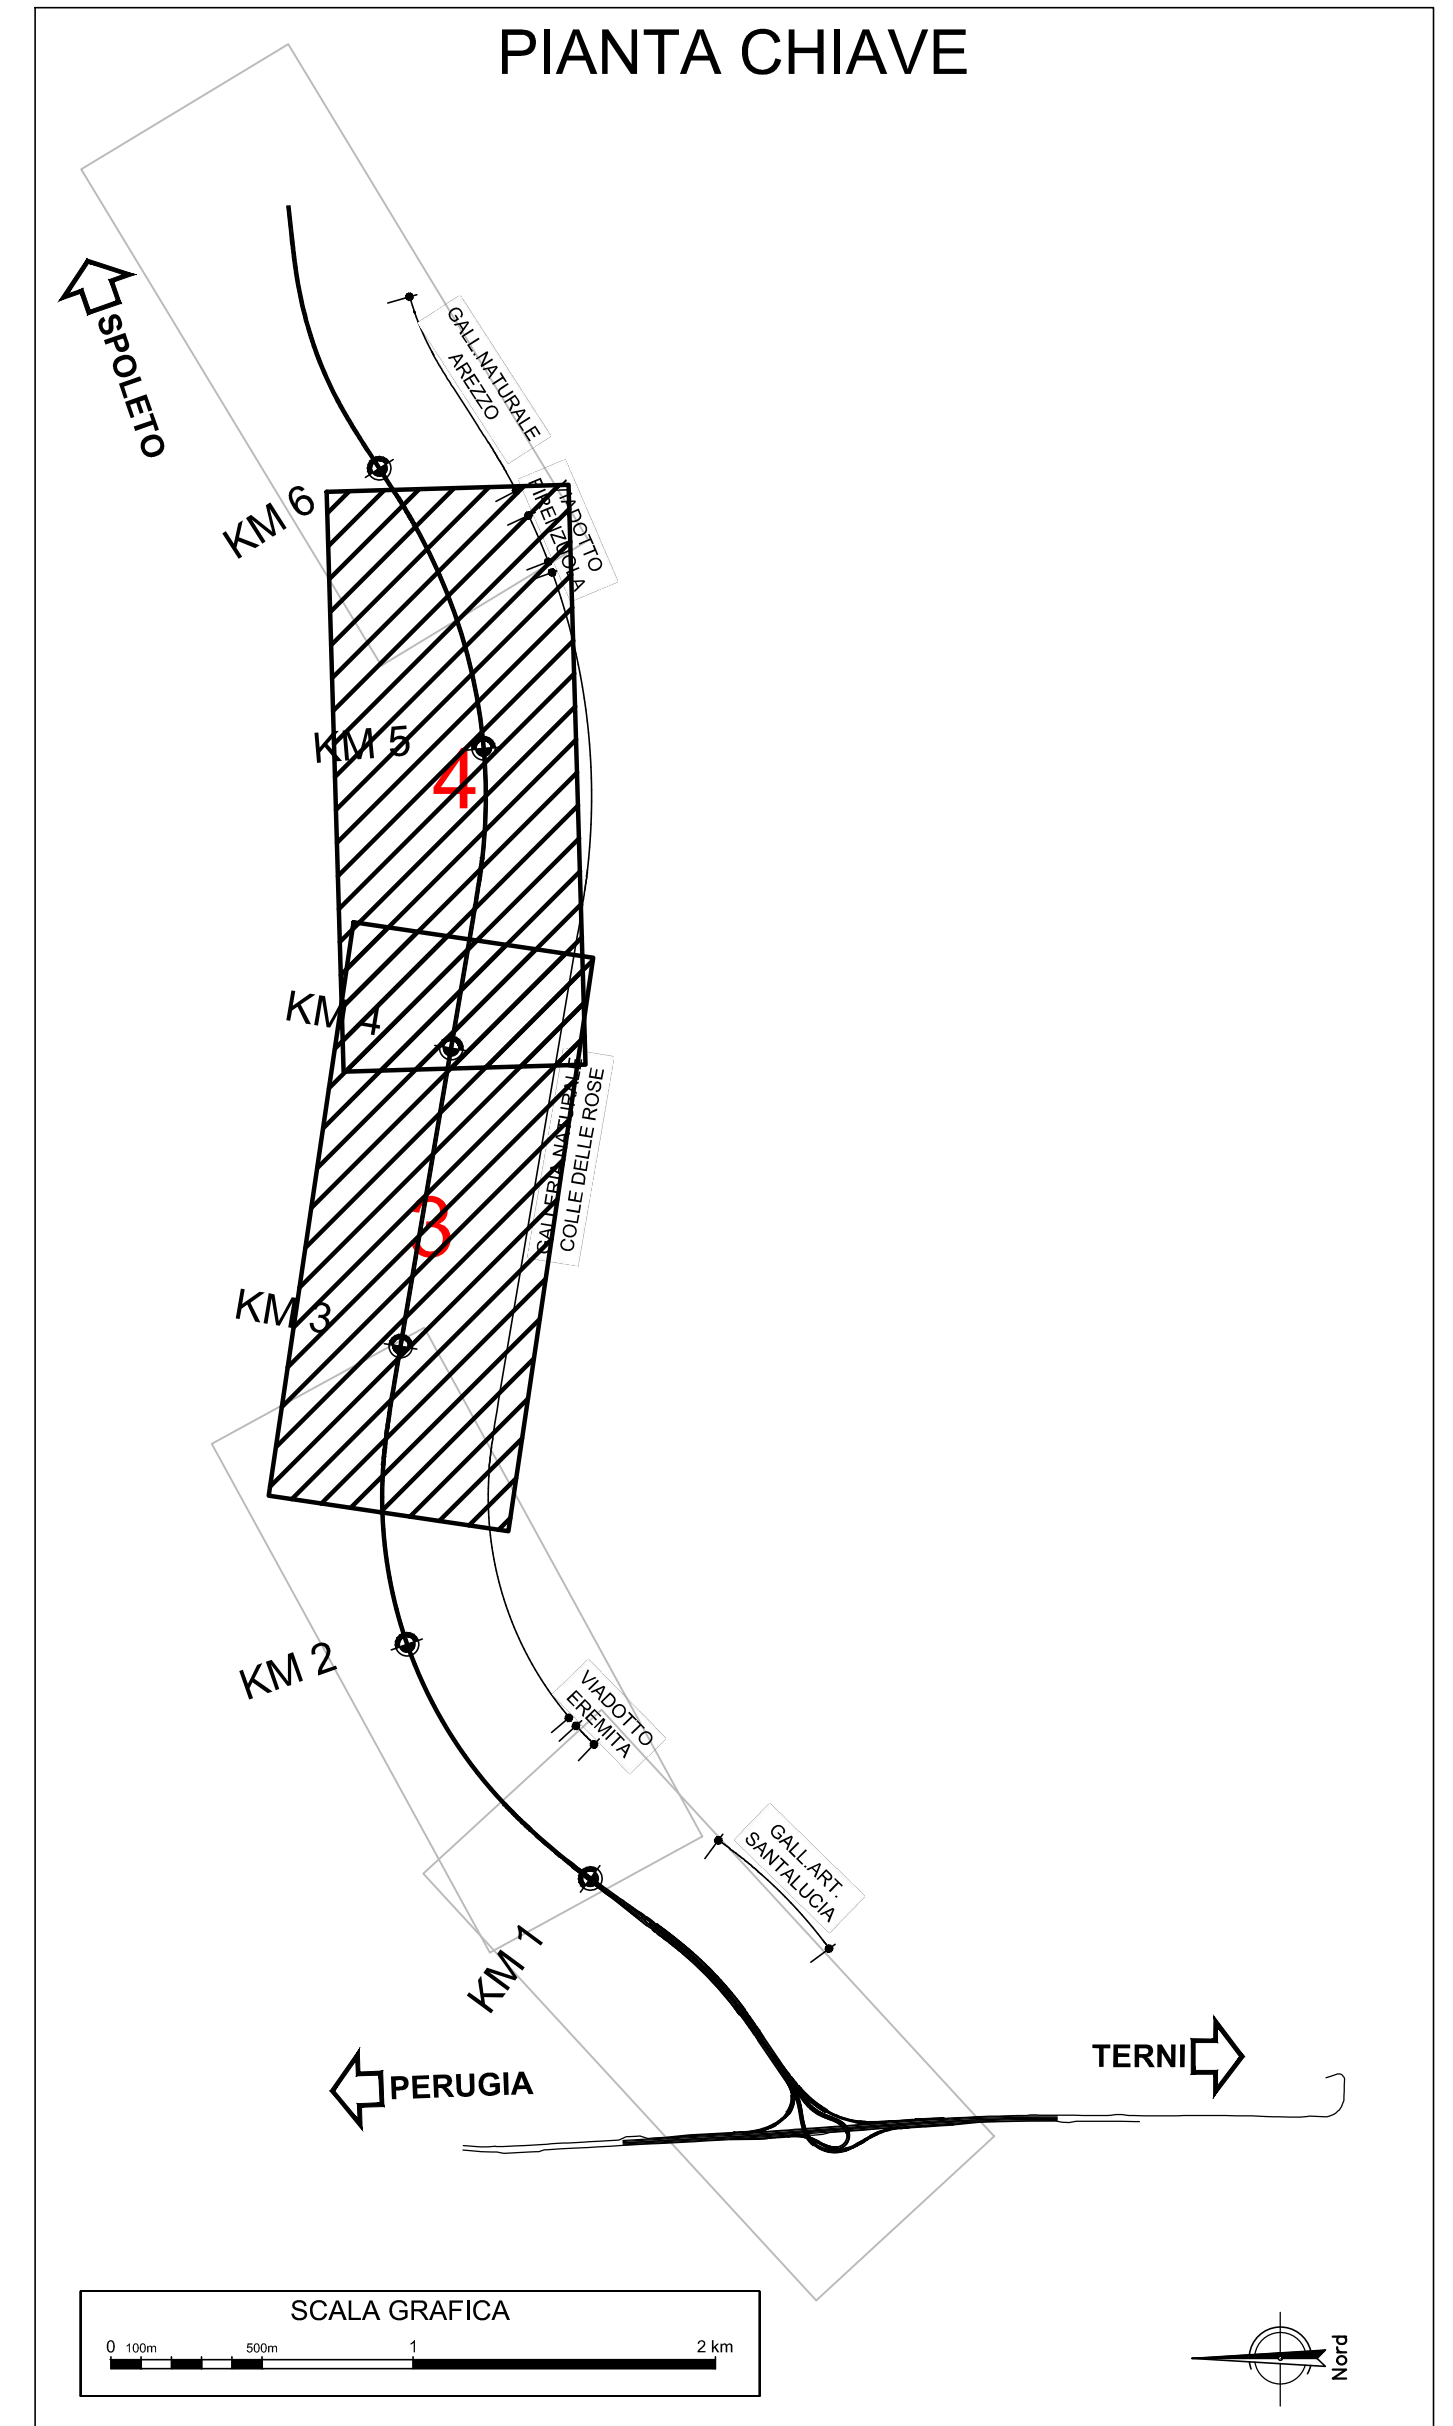 PIANTA CHIAVE
SPOLETO
GALL.NATURALE
AREZZO
VIADOTTO
FIRENZUOLA
KM 6
KM 5
4
KM 4
GALLERIA NATURALE
COLLE DELLE ROSE
3
KM 3
KM 2
VIADOTTO
EREMITA
GALL.ART.
SANTALUCIA
KM 1
TERNI
PERUGIA
SCALA GRAFICA
0 100m 500m 1 2 km
Nord